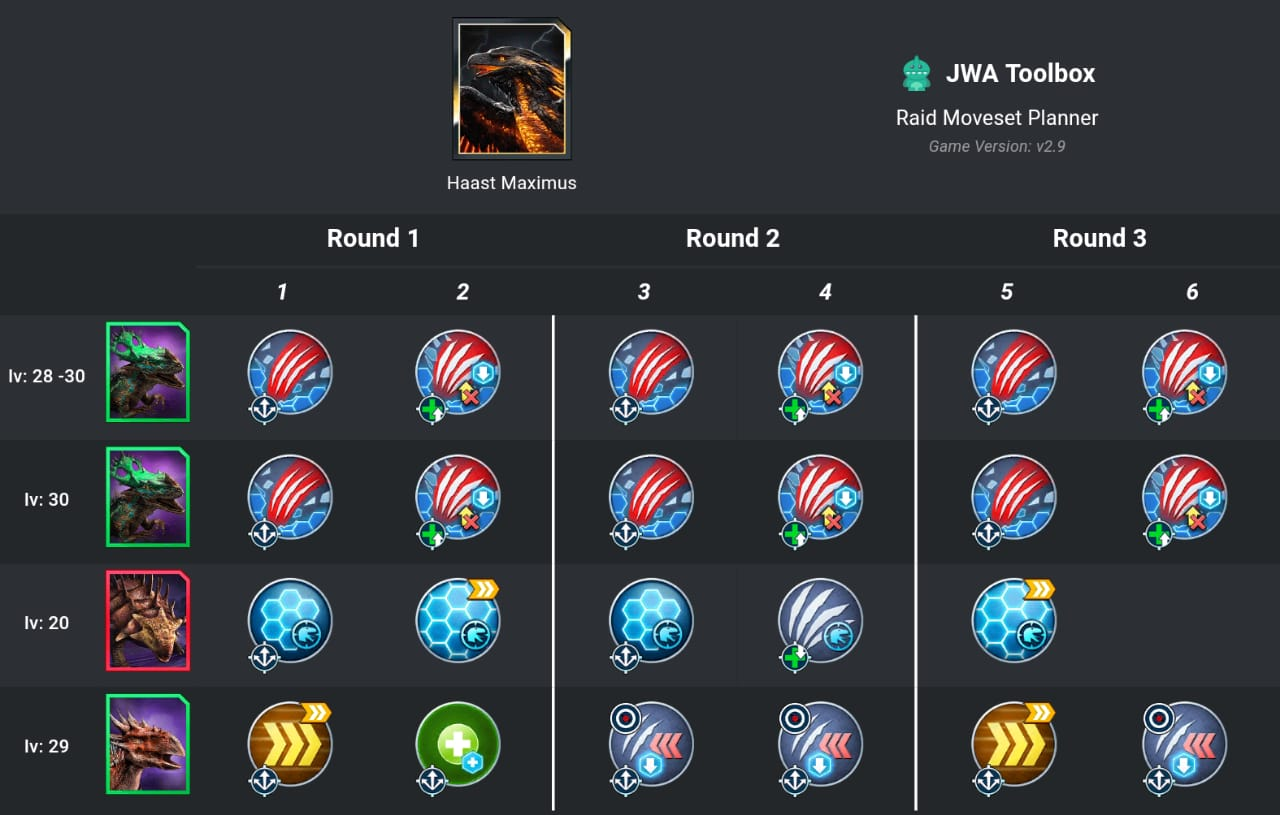 JWA Toolbox
Raid Moveset Planner
Game Version: v2.9
Haast Maximus
Round 1
Round 2
Round 3
1
2
3
4
5
6
lv: 28 -30
lv: 30
lv: 20
lv: 29